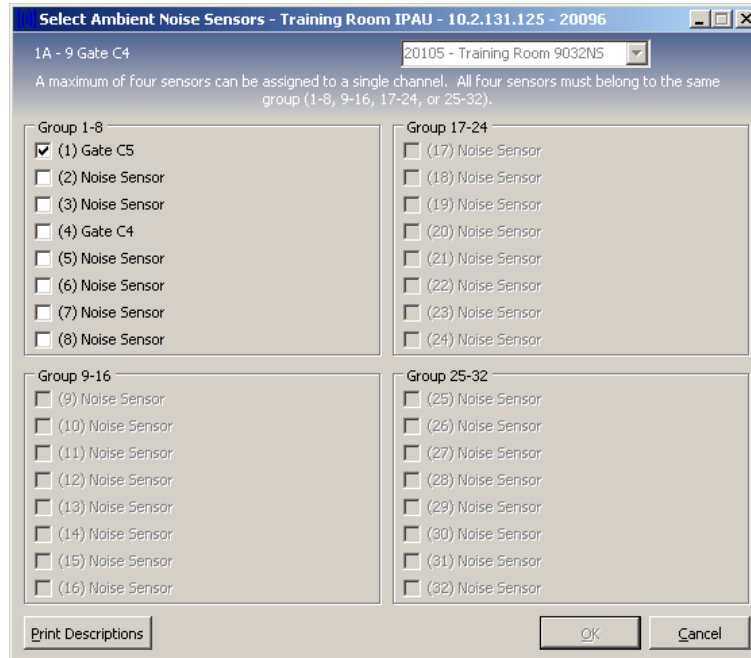 Select Ambient Noise Sensors - Training Room IPAU - 10.2.131.125 - 20096
1A - 9 Gate C4
20105 - Training Room 9032NS
A maximum of four sensors can be assigned to a single channel. All four sensors must belong to the same
group (1-8, 9-16, 17-24, or 25-32).
Group 1-8
(1) Gate C5
(2) Noise Sensor
(3) Noise Sensor
(4) Gate C4
(5) Noise Sensor
(6) Noise Sensor
(7) Noise Sensor
(8) Noise Sensor
Group 17-24
(17) Noise Sensor
(18) Noise Sensor
(19) Noise Sensor
(20) Noise Sensor
(21) Noise Sensor
(22) Noise Sensor
(23) Noise Sensor
(24) Noise Sensor
Group 9-16
(9) Noise Sensor
(10) Noise Sensor
(11) Noise Sensor
(12) Noise Sensor
(13) Noise Sensor
(14) Noise Sensor
(15) Noise Sensor
(16) Noise Sensor
Group 25-32
(25) Noise Sensor
(26) Noise Sensor
(27) Noise Sensor
(28) Noise Sensor
(29) Noise Sensor
(30) Noise Sensor
(31) Noise Sensor
(32) Noise Sensor
Print Descriptions
OK
Cancel